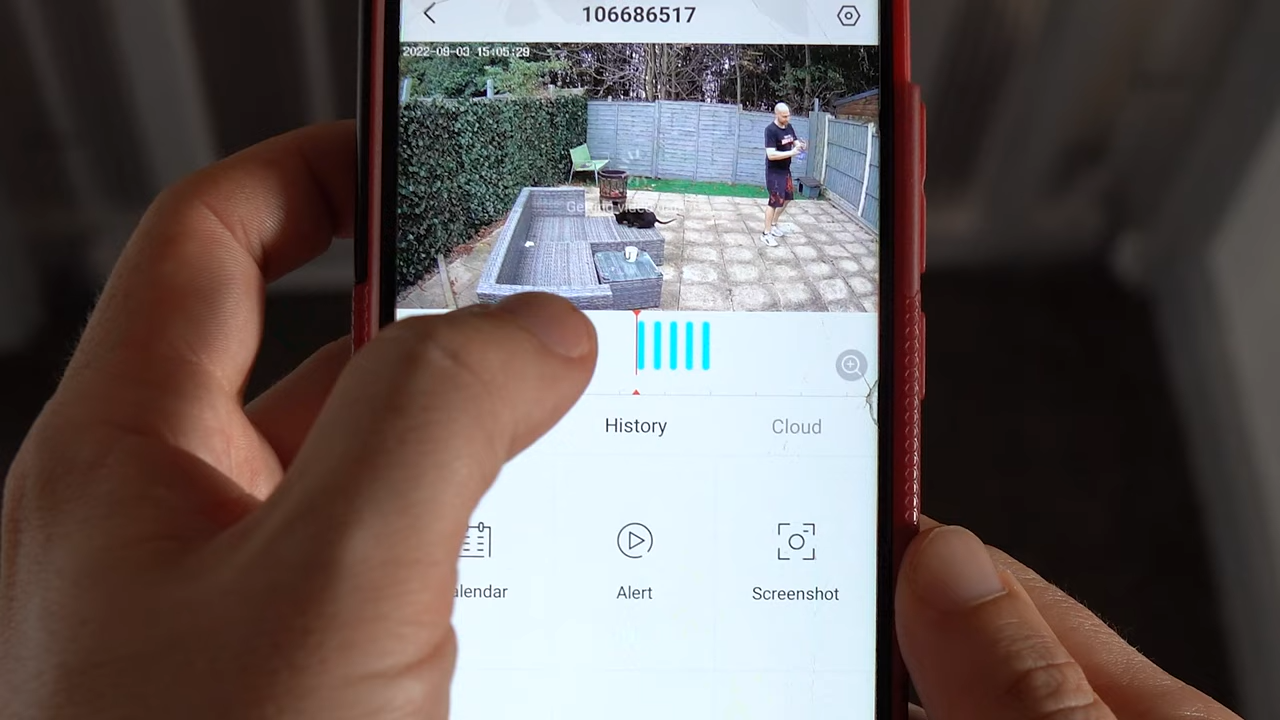 106686517
2022-09-03 15:05:29
History
Cloud
alendar
Alert
Screenshot